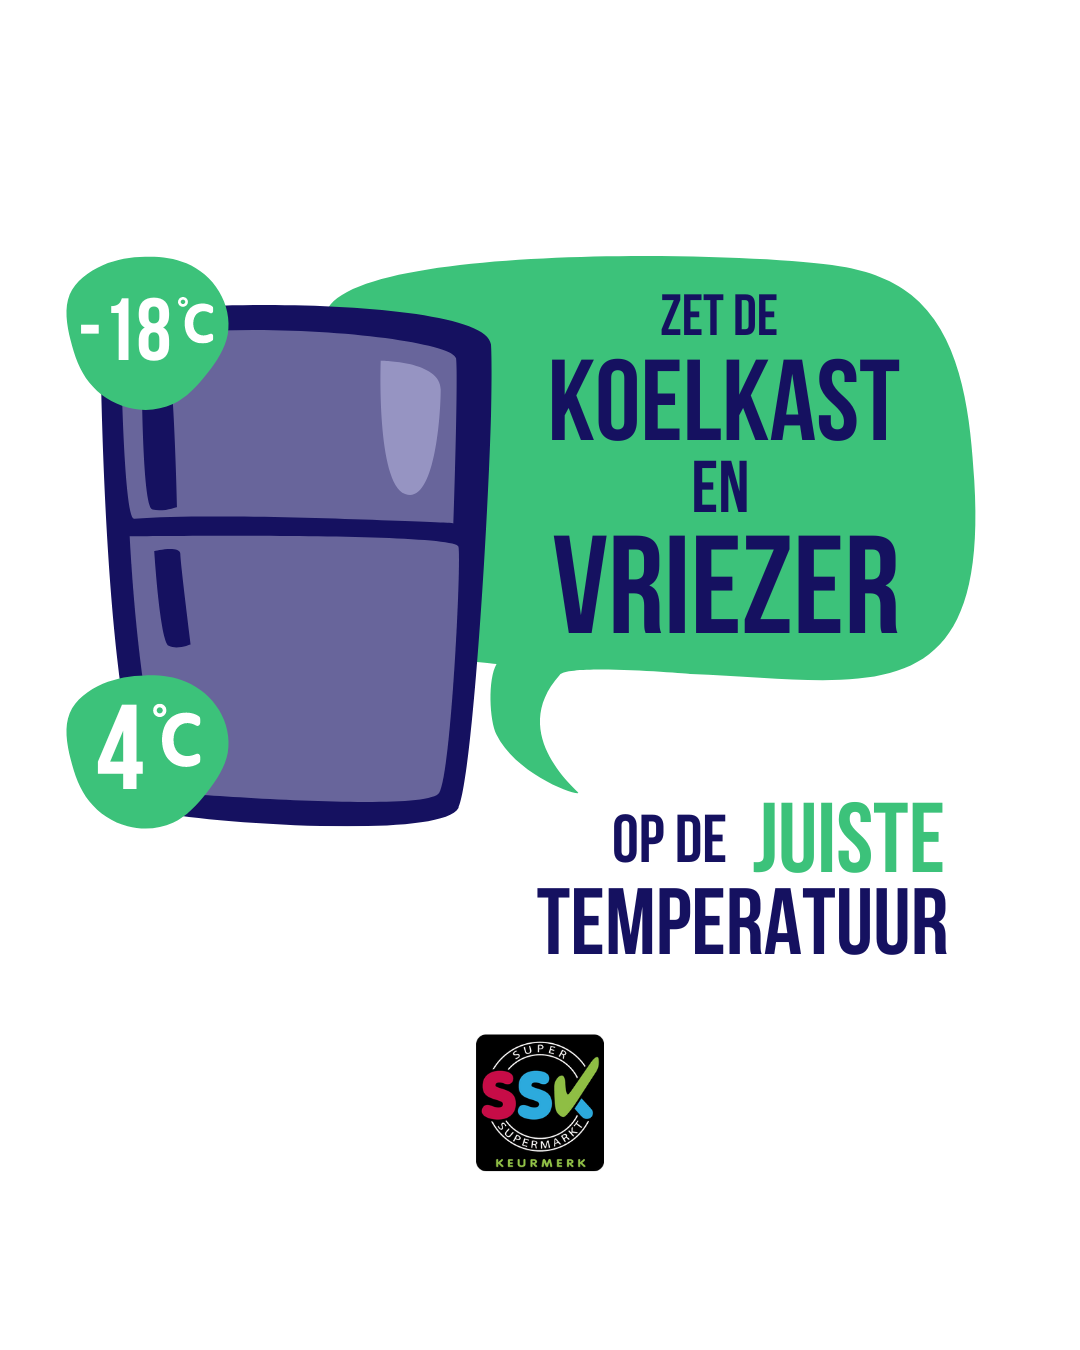 -18°C
ZET DE
KOELKAST
EN
VRIEZER
4°C
OP DE JUISTE
TEMPERATUUR
SUPER
SSK
SUPERMARKT
KEURMERK